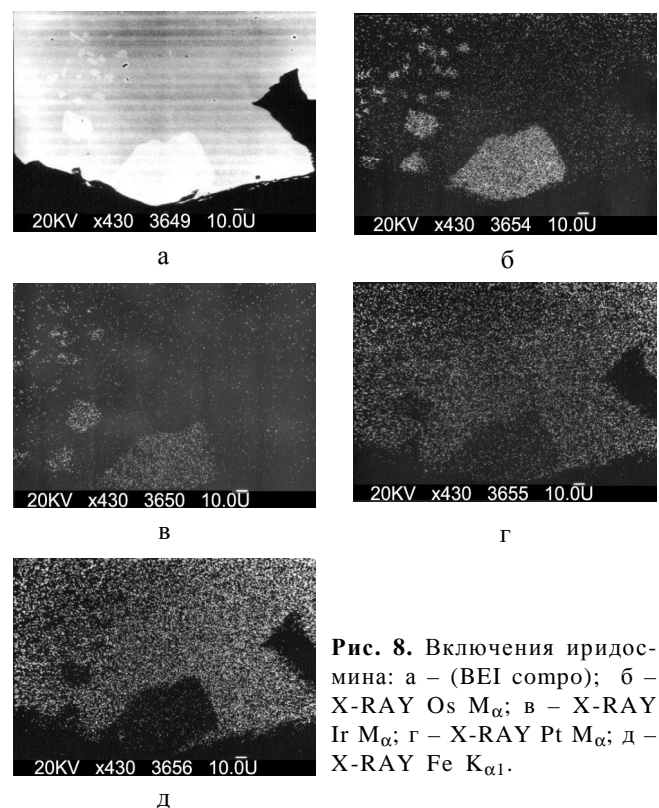 20KV x430 3649 10.0U
а
20KV x430 3654 10.0U
б
20KV x430 3650 10.0U
в
20KV x430 3655 10.0U
г
20KV x430 3656 10.0U
д
Рис. 8. Включения иридос-
мина: а – (BEI compo); б –
X-RAY Os Mα; в – X-RAY
Ir Mα; г – X-RAY Pt Mα; д –
X-RAY Fe Kα1.